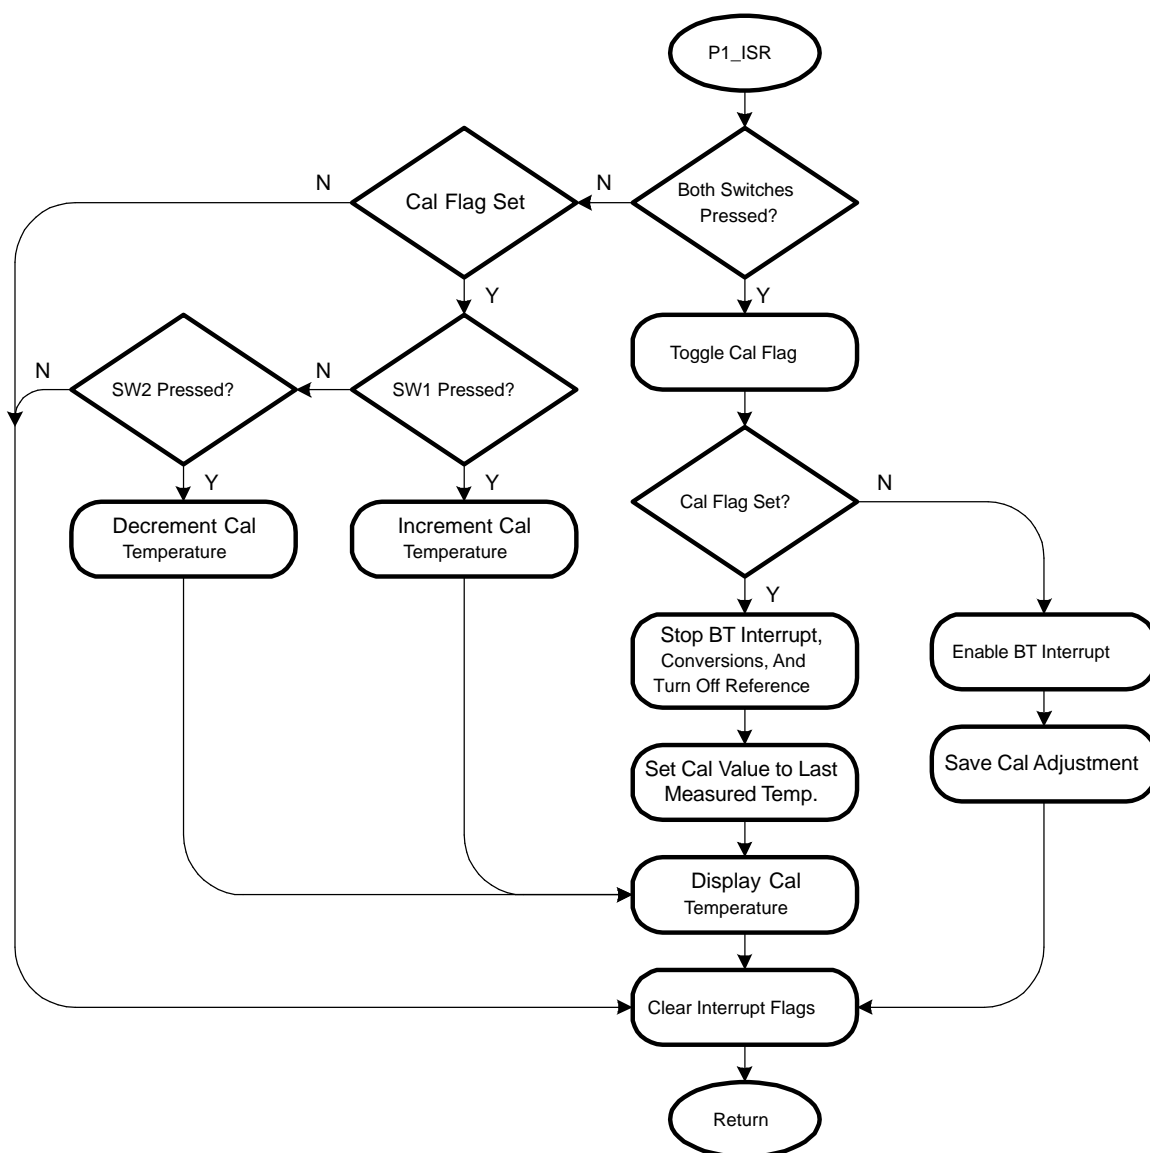 P1_ISR
Both Switches
Pressed?
N
Cal Flag Set
N
Y
Y
Toggle Cal Flag
SW1 Pressed?
N
SW2 Pressed?
N
Y
Y
Decrement Cal
Temperature
Increment Cal
Temperature
Cal Flag Set?
N
Y
Stop BT Interrupt,
Conversions, And
Turn Off Reference
Enable BT Interrupt
Set Cal Value to Last
Measured Temp.
Save Cal Adjustment
Display Cal
Temperature
Clear Interrupt Flags
Return